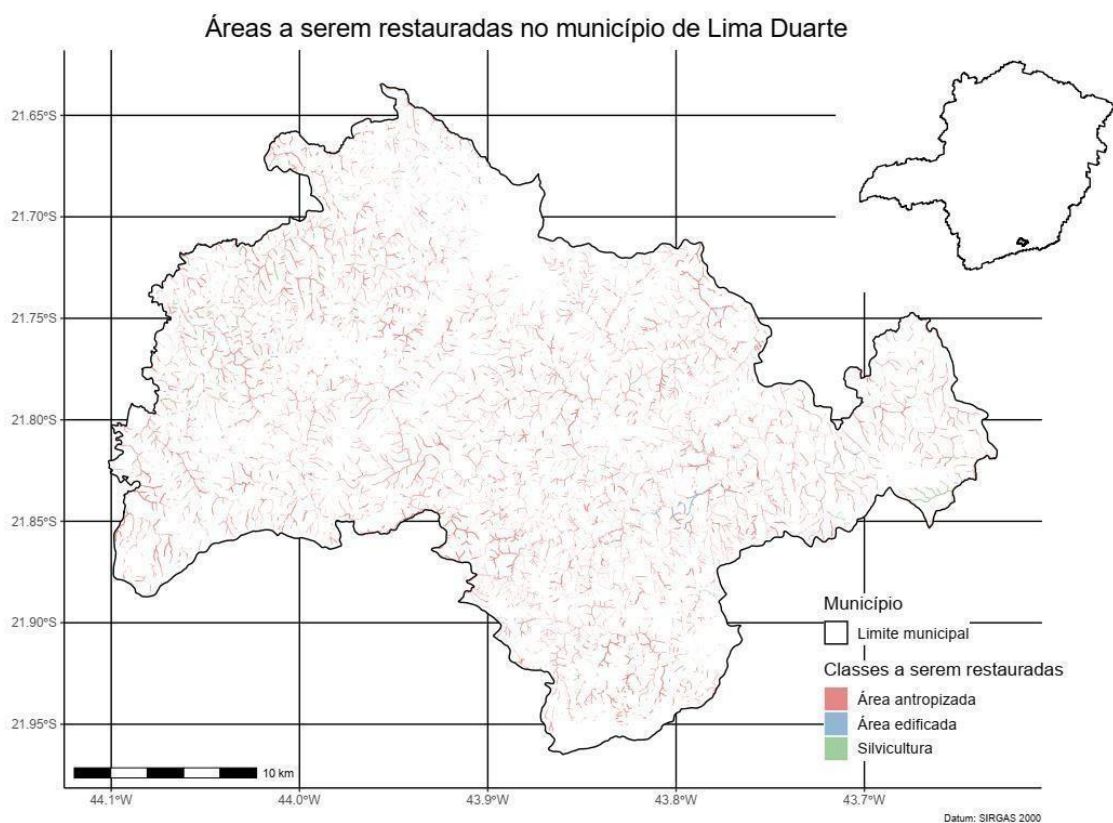 Áreas a serem restauradas no município de Lima Duarte
21.65°S
21.70°S
21.75°S
21.80°S
21.85°S
21.90°S
21.95°S
Município
Limite municipal
Classes a serem restauradas
Área antropizada
Área edificada
Silvicultura
10 km
44.1°W
44.0°W
43.9°W
43.8°W
43.7°W
Datum: SIRGAS 2000